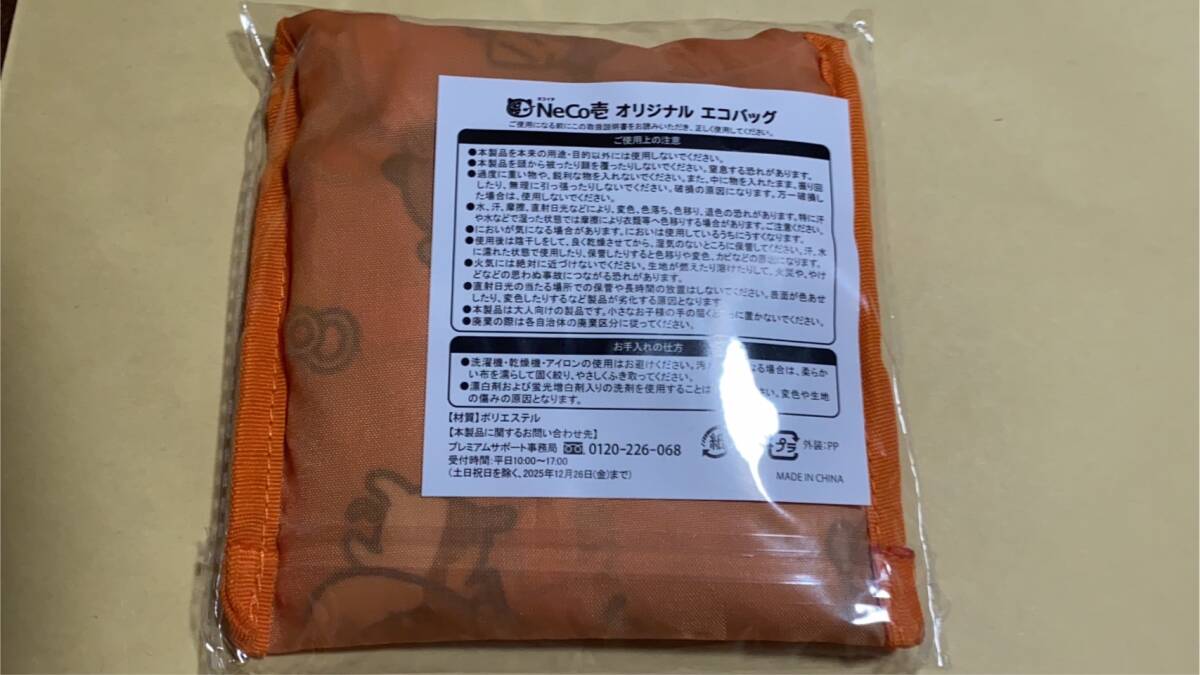 ネコイチ
NeCo壱 オリジナル エコバッグ
ご使用になる前にこの取扱説明書をお読みいただき、正しく使用してください。
ご使用上の注意
●本製品を本来の用途・目的以外には使用しないでください。
●本製品を頭から被ったり顔を覆ったりしないでください。窒息する恐れがあります。
●過度に重い物や、鋭利な物を入れないでください。また、中に物を入れたまま、振り回
したり、無理に引っ張ったりしないでください。破損の原因になります。万一破損し
た場合は、使用しないでください。
●水、汗、摩擦、直射日光などにより、変色、色落ち、色移り、退色の恐れがあります。特に汗
や水などで湿った状態では摩擦により衣類等へ色移りする場合があります。ご注意ください。
●においが気になる場合があります。においは使用しているうちにうすくなります。
●使用後は陰干しをして、良く乾燥させてから、湿気のないところに保管してください。汗、水
に濡れた状態で使用したり、保管したりすると色移りや変色、カビなどの原因になります。
●火気には絶対に近づけないでください。生地が燃えたり溶けたりして、火災や、やけ
どなどの思わぬ事故につながる恐れがあります。
●直射日光の当たる場所での保管や長時間の放置はしないでください。表面が色あせ
したり、変色したりするなど製品が劣化する原因となります
●本製品は大人向けの製品です。小さなお子様の手の届くところに置かないでください。
●廃棄の際は各自治体の廃棄区分に従ってください。
お手入れの仕方
●洗濯機・乾燥機・アイロンの使用はお避けください。汚 なる場合は、柔らか
い布を濡らして固く絞り、やさしくふき取ってください。
●漂白剤および蛍光増白剤入りの洗剤を使用することは さい。変色や生地
の傷みの原因となります。
【材質】ポリエステル
【本製品に関するお問い合わせ先】
プレミアムサポート事務局 0120-226-068
受付時間:平日10:00〜17:00
(土日祝日を除く、2025年12月26日(金)まで)
紙 プラ 外装:PP
MADE IN CHINA